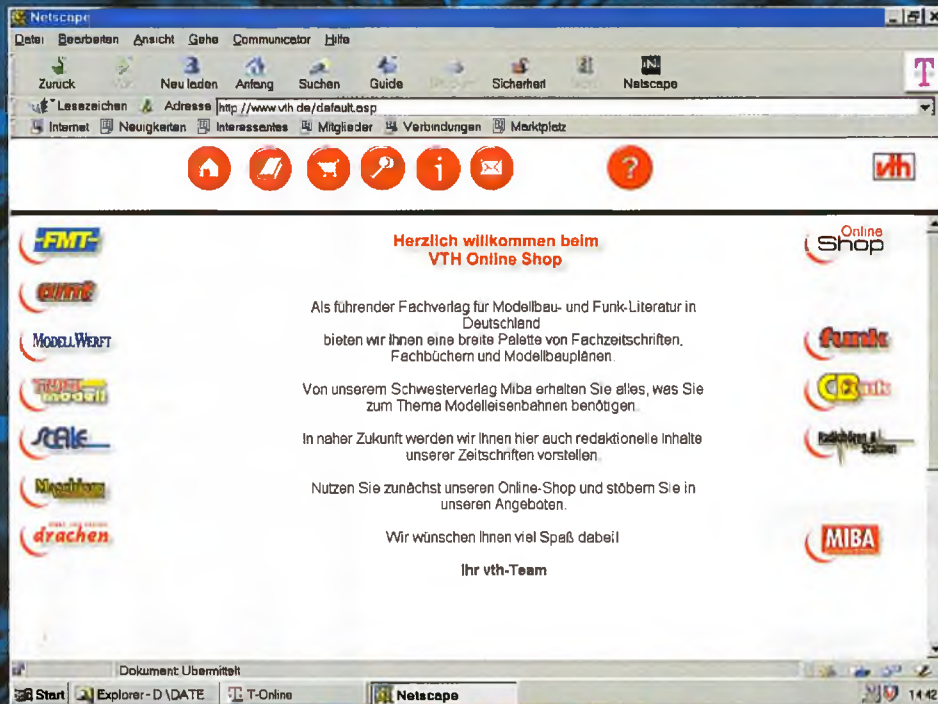 Netscape
Datei Bearbeiten Ansicht Gehe Communicator Hilfe
Zurück Neu laden Anfang Suchen Guide Sicherheit Netscape
Lesezeichen Adresse http://www.vth.de/default.asp
Internet Neuigkeiten Interessantes Mitglieder Verbindungen Marktplatz
vth
FMT
Herzlich willkommen beim
VTH Online Shop
Online
Shop
amt
Als führender Fachverlag für Modellbau- und Funk-Literatur in
Deutschland
bieten wir Ihnen eine breite Palette von Fachzeitschriften,
Fachbüchern und Modellbauplänen.
MODELLWERFT
funk
modell
Von unserem Schwesterverlag Miba erhalten Sie alles, was Sie
zum Thema Modelleisenbahnen benötigen.
SCALE
In naher Zukunft werden wir Ihnen hier auch redaktionelle Inhalte
unserer Zeitschriften vorstellen.
Nutzen Sie zunächst unseren Online-Shop und stöbern Sie in
unseren Angeboten.
drachen
Wir wünschen Ihnen viel Spaß dabei!
MIBA
Ihr vth-Team
Dokument: Übermittelt
Start Explorer - D:\DATE T-Online Netscape 14:42